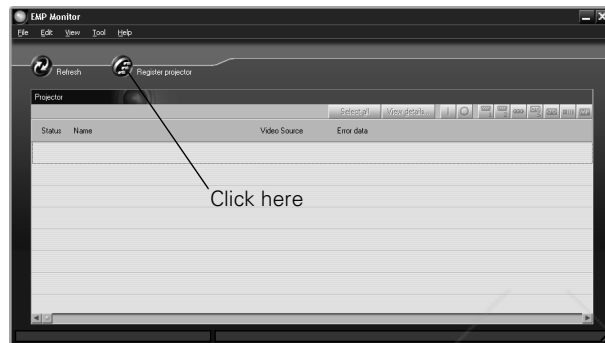 EMP Monitor
File Edit View Tool Help
Refresh Register projector
Projector
Select all View details
Status Name Video Source Error data
Click here